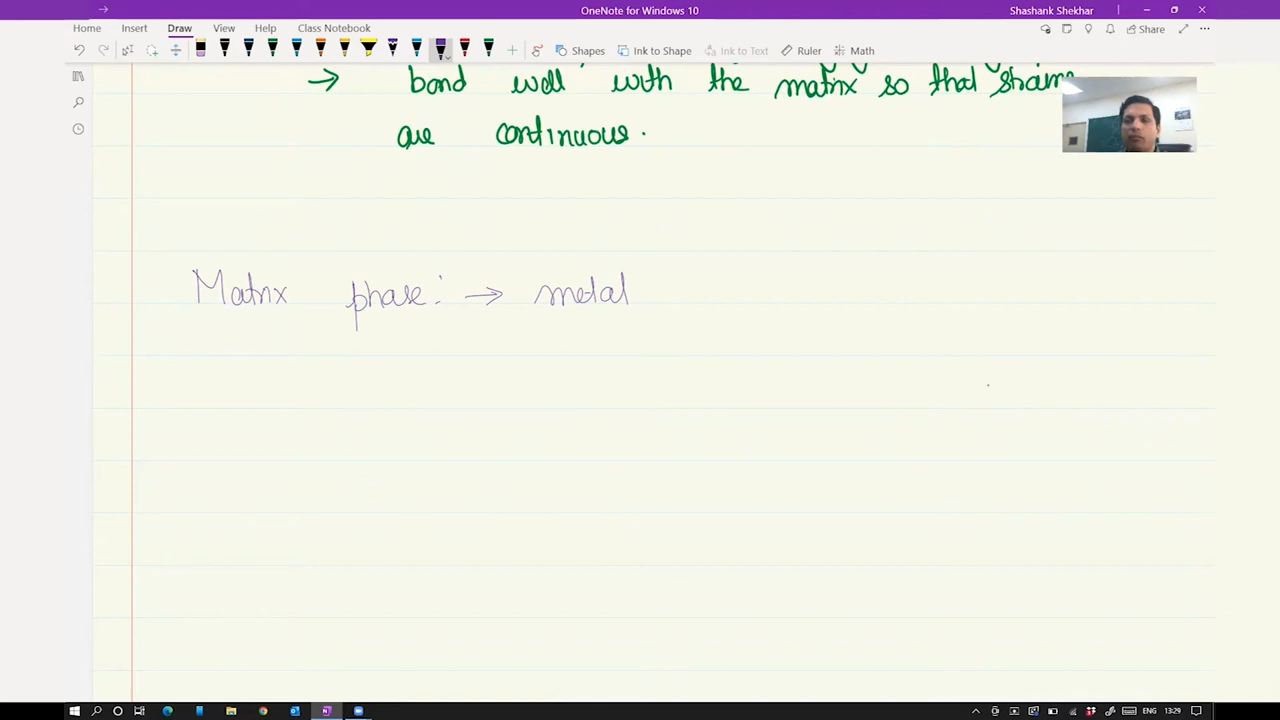 OneNote for Windows 10
Shashank Shekhar
Home Insert Draw View Help Class Notebook
Share
Shapes Ink to Shape Ink to Text Ruler Math
→ bond well with the matrix so that strains
are continuous.
Matrix phase: → metal
ENG 13:29